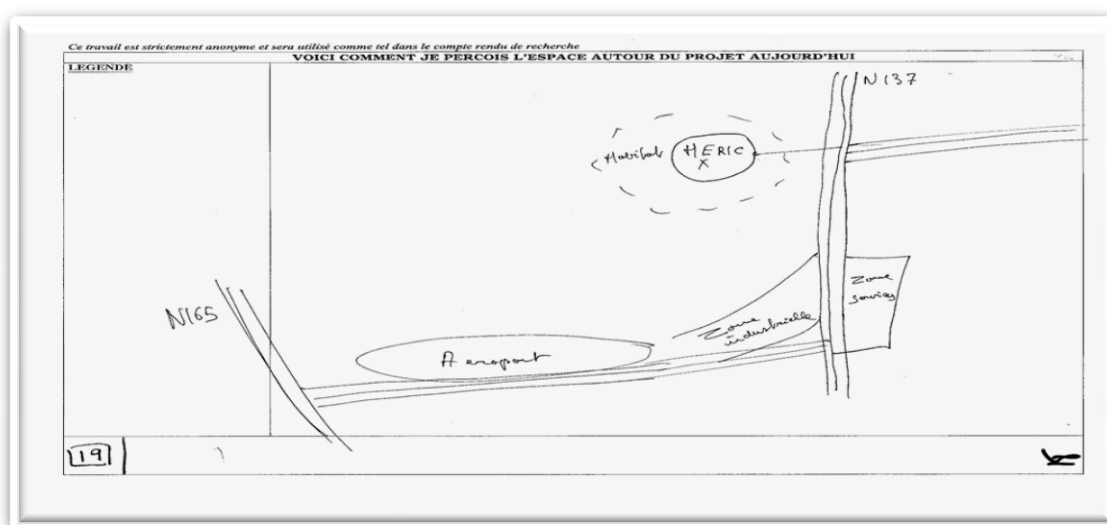 Ce travail est strictement anonyme et sera utilisé comme tel dans le compte rendu de recherche
VOICI COMMENT JE PERCOIS L'ESPACE AUTOUR DU PROJET AUJOURD'HUI
LEGENDE
N137
Habitat
HERIC
X
Zone
services
N165
Zone
industrielle
Aeroport
19